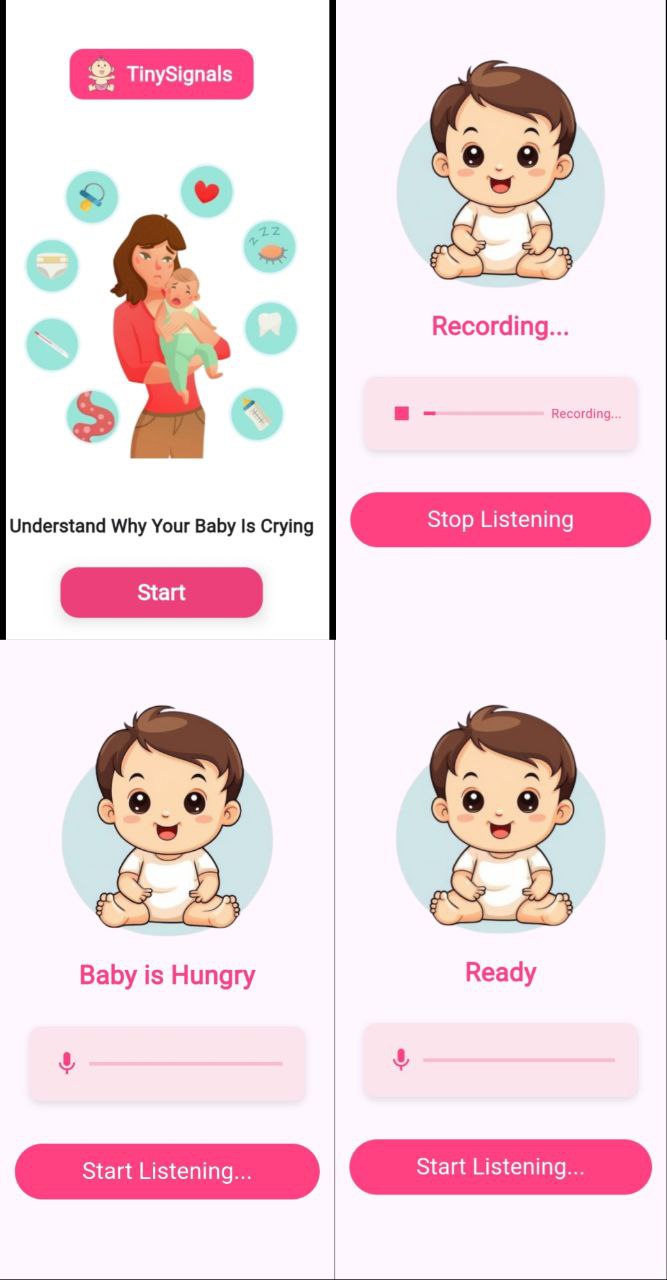 TinySignals
Understand Why Your Baby Is Crying
Start
Recording...
Recording...
Stop Listening
Baby is Hungry
Start Listening...
Ready
Start Listening...